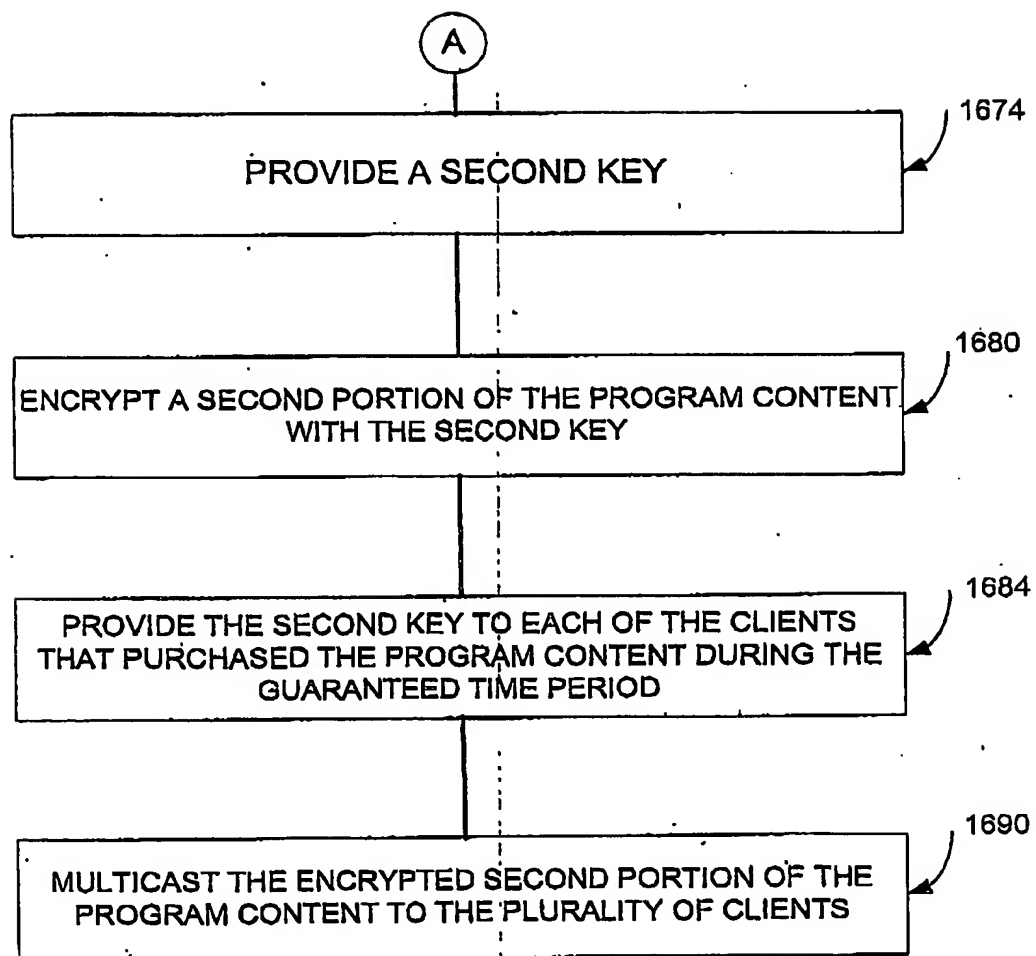 A
1674
PROVIDE A SECOND KEY
1680
ENCRYPT A SECOND PORTION OF THE PROGRAM CONTENT
WITH THE SECOND KEY
1684
PROVIDE THE SECOND KEY TO EACH OF THE CLIENTS
THAT PURCHASED THE PROGRAM CONTENT DURING THE
GUARANTEED TIME PERIOD
1690
MULTICAST THE ENCRYPTED SECOND PORTION OF THE
PROGRAM CONTENT TO THE PLURALITY OF CLIENTS